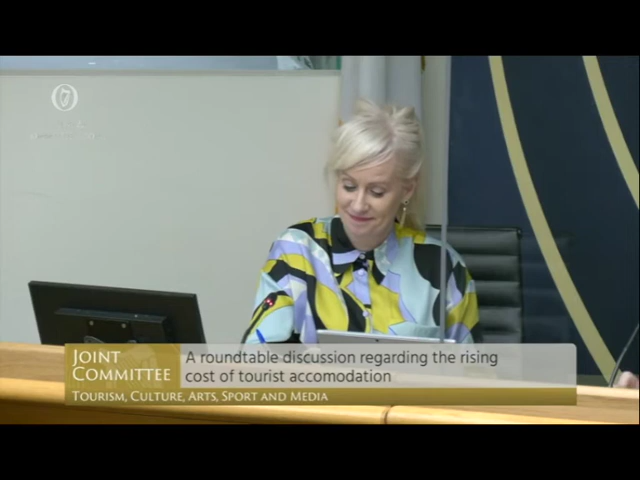 JOINT
COMMITTEE
A roundtable discussion regarding the rising
cost of tourist accomodation
TOURISM, CULTURE, ARTS, SPORT AND MEDIA